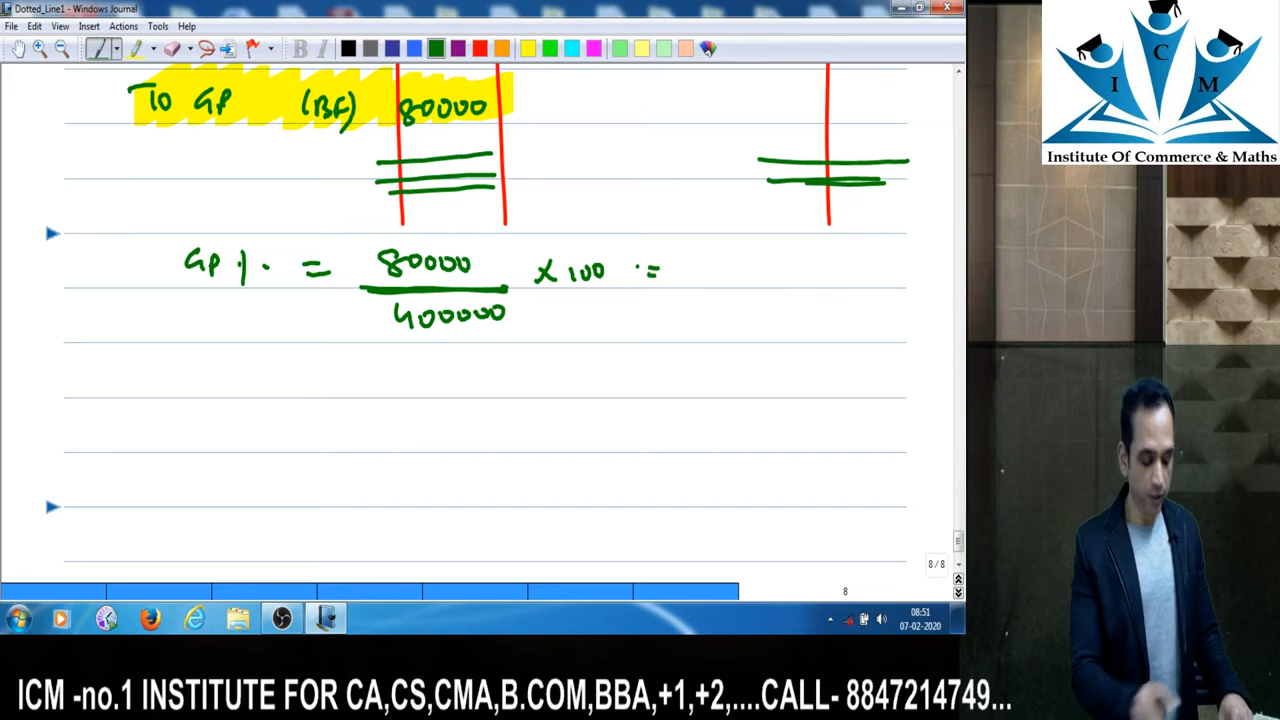 Dotted_Line1 - Windows Journal
File Edit View Insert Actions Tools Help
B I
To GP (BF) 80000
GP % = 80000 × 100 =
400000
8/8
8
08:51
07-02-2020
I C M
Institute Of Commerce & Maths
ICM -no.1 INSTITUTE FOR CA,CS,CMA,B.COM,BBA,+1,+2,....CALL- 8847214749...